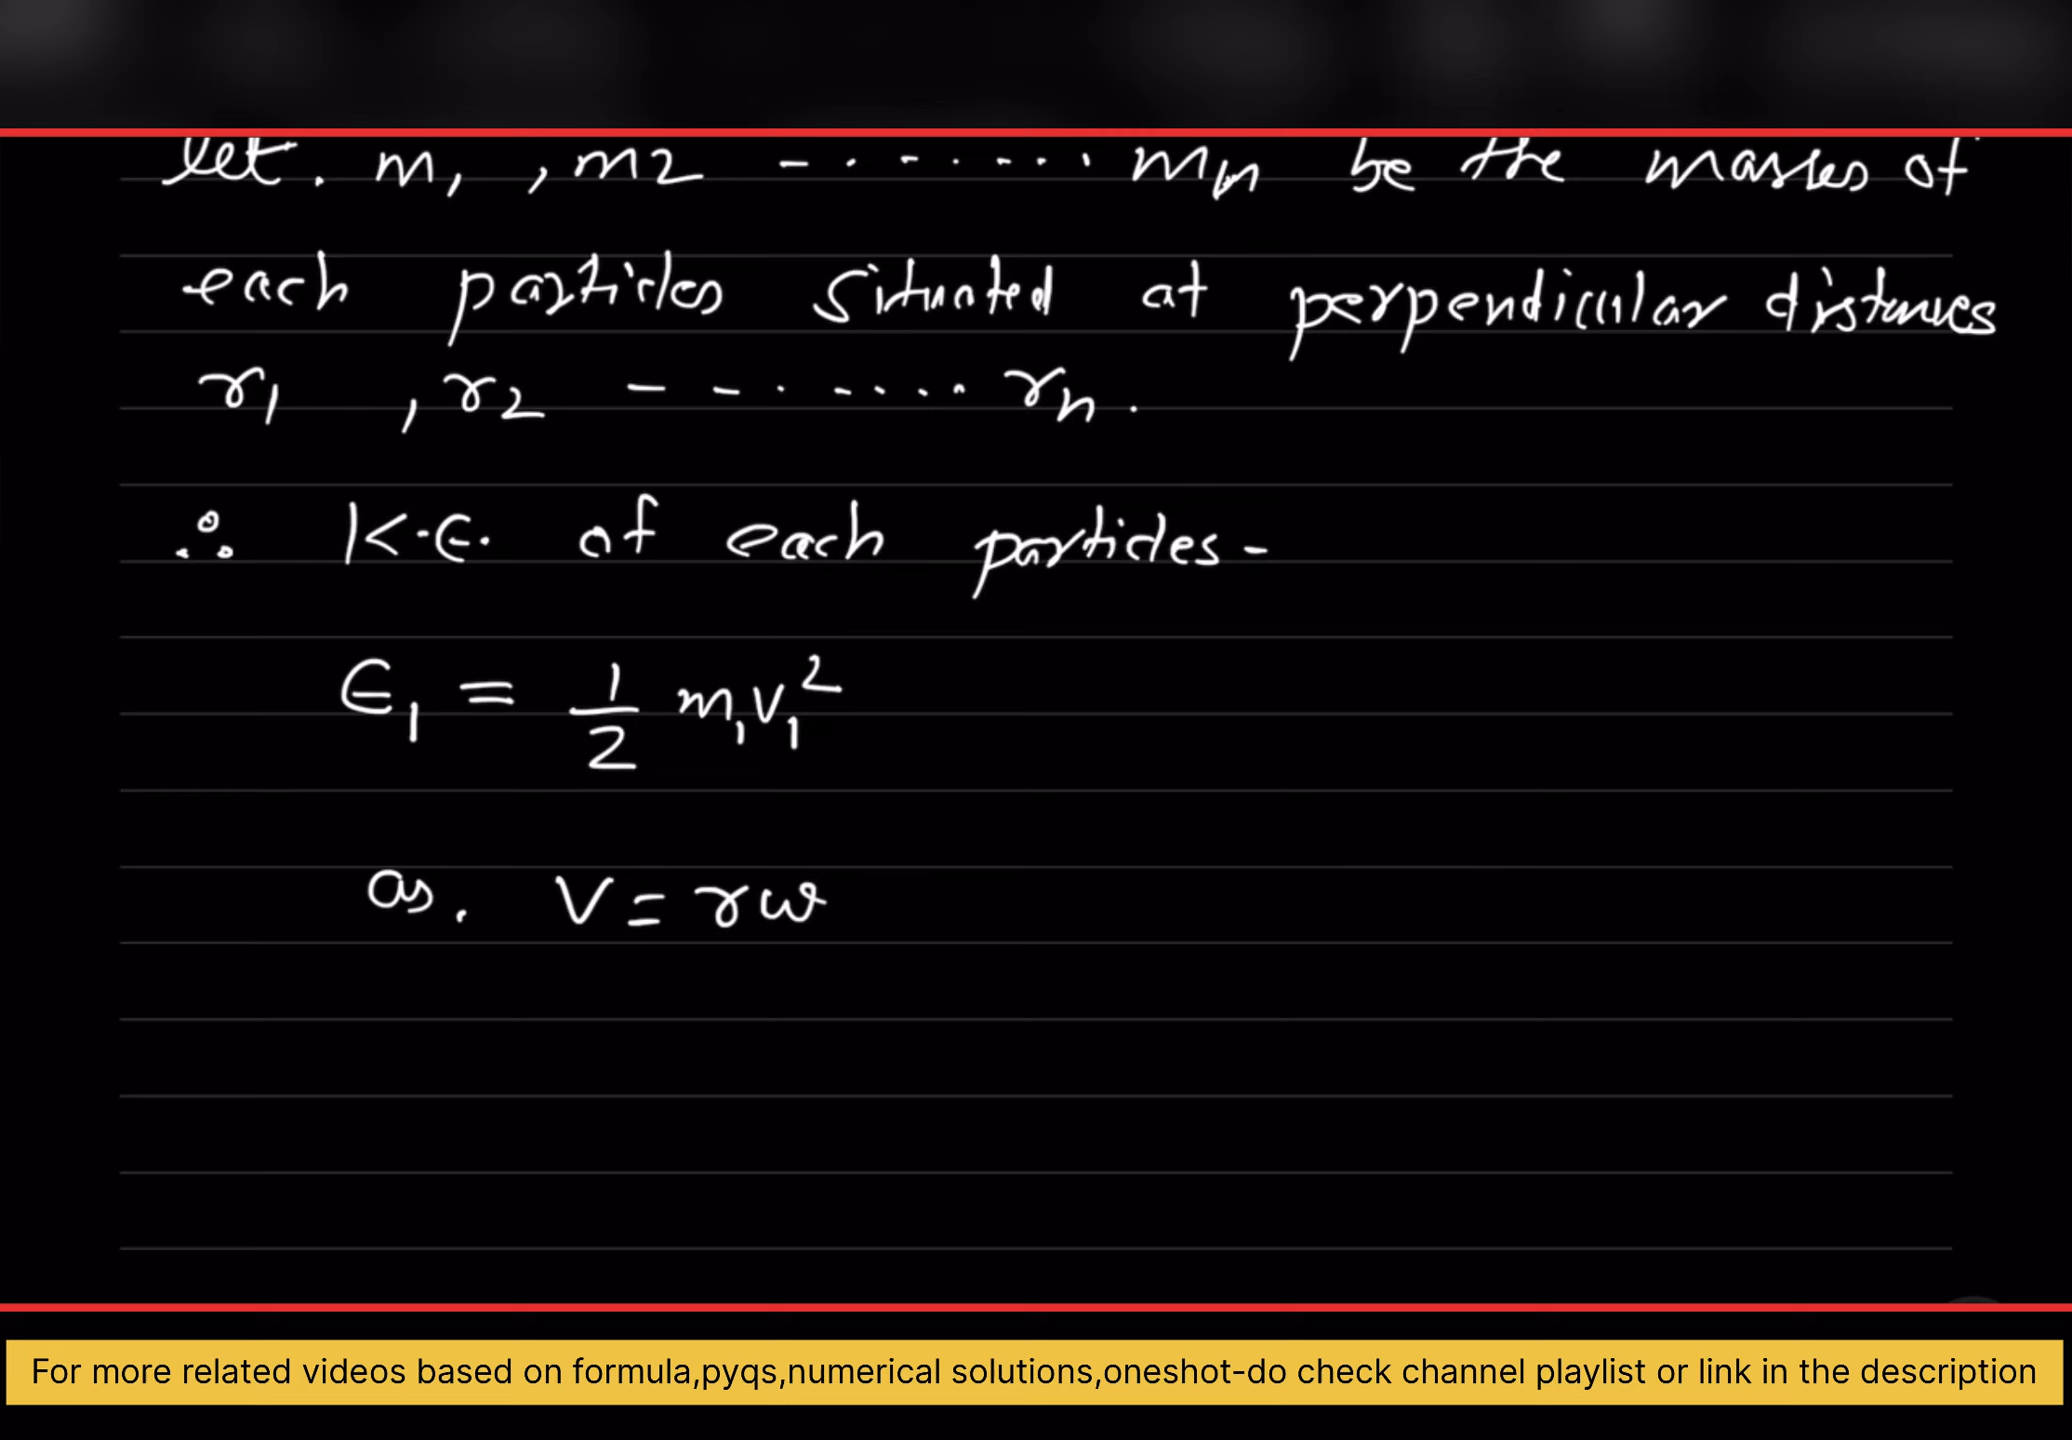 let. m₁ , m2 - - - - - - - - mn be the masses of
each particles situated at perpendicular distances
r1 , r2 - - - - - - - - rn.
∴ K.E. of each particles -
E₁ = 1/2 m₁v₁²
as. v = rω
For more related videos based on formula,pyqs,numerical solutions,oneshot-do check channel playlist or link in the description